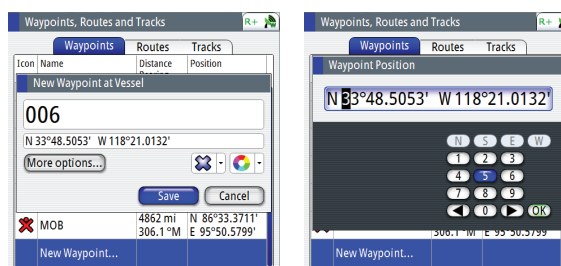 Waypoints, Routes and Tracks
R+
Waypoints Routes Tracks
Icon Name Distance Position
New Waypoint at Vessel
006
N 33°48.5053' W 118°21.0132'
More options...
Save Cancel
MOB 4862 mi N 86°33.3711'
306.1 °M E 95°50.5799'
New Waypoint...
Waypoints, Routes and Tracks
R+
Waypoints Routes Tracks
Waypoint Position
N 33°48.5053' W 118°21.0132'
N S E W
1 2 3
4 5 6
7 8 9
0 OK
306.1 °M E 95°50.5799'
New Waypoint...